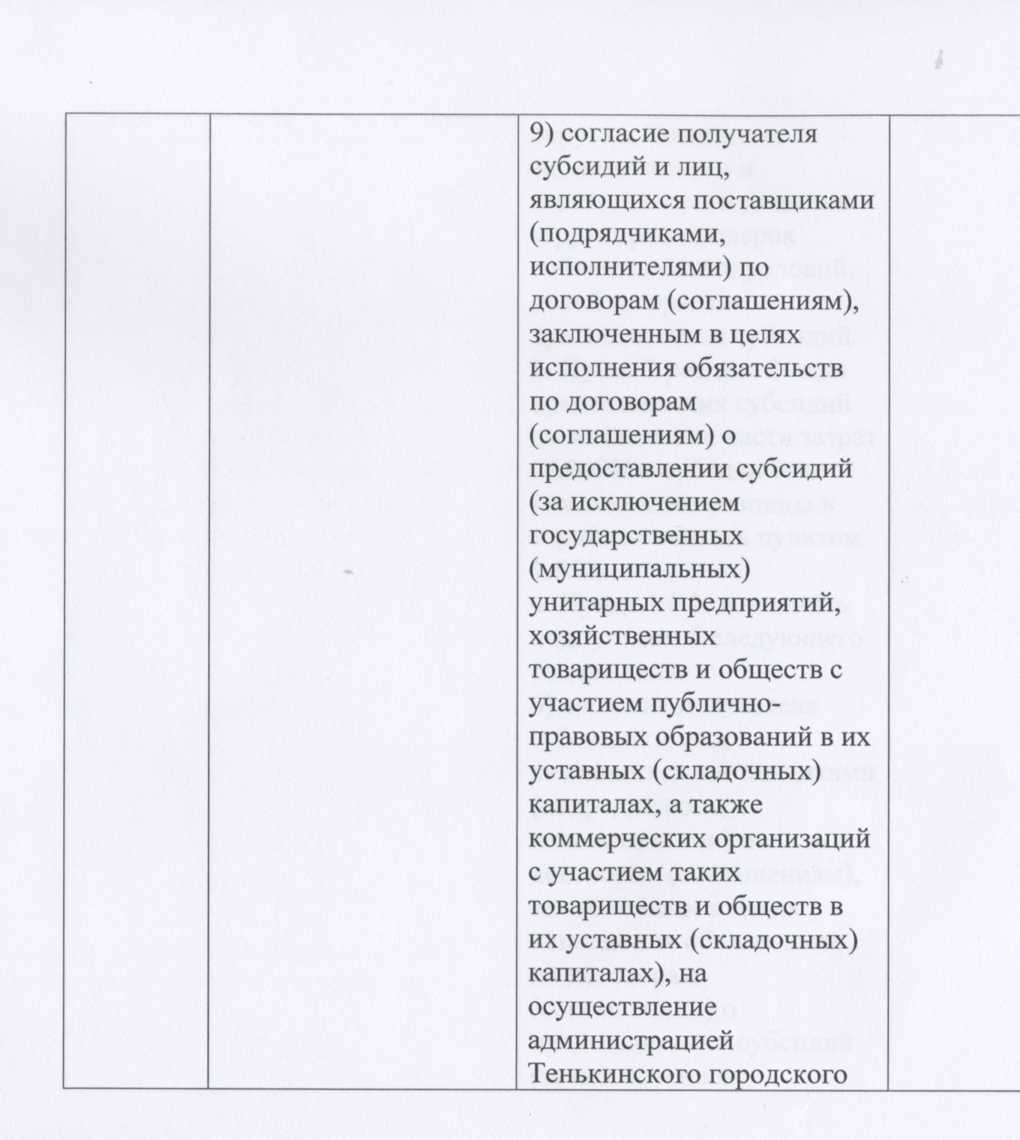 9) согласие получателя
субсидий и лиц,
являющихся поставщиками
(подрядчиками,
исполнителями) по
договорам (соглашениям),
заключенным в целях
исполнения обязательств
по договорам
(соглашениям) о
предоставлении субсидий
(за исключением
государственных
(муниципальных)
унитарных предприятий,
хозяйственных
товариществ и обществ с
участием публично-
правовых образований в их
уставных (складочных)
капиталах, а также
коммерческих организаций
с участием таких
товариществ и обществ в
их уставных (складочных)
капиталах), на
осуществление
администрацией
Тенькинского городского